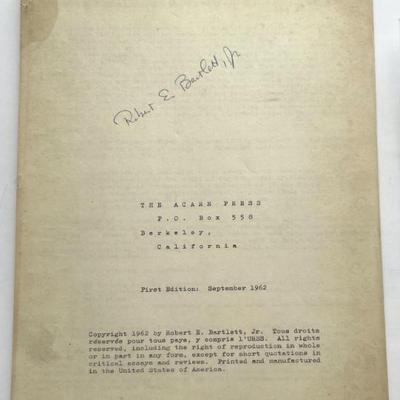 Robert E. Bartlett, Jr
THE ACARE PRESS
P.O. Box 558
Berkeley,
California
First Edition: September 1962
Copyright 1962 by Robert E. Bartlett, Jr. Tous droits
réservés pour tous pays, y compris l'URSS. All rights
reserved, including the right of reproduction in whole
or in part in any form, except for short quotations in
critical essays and reviews. Printed and manufactured
in the United States of America.